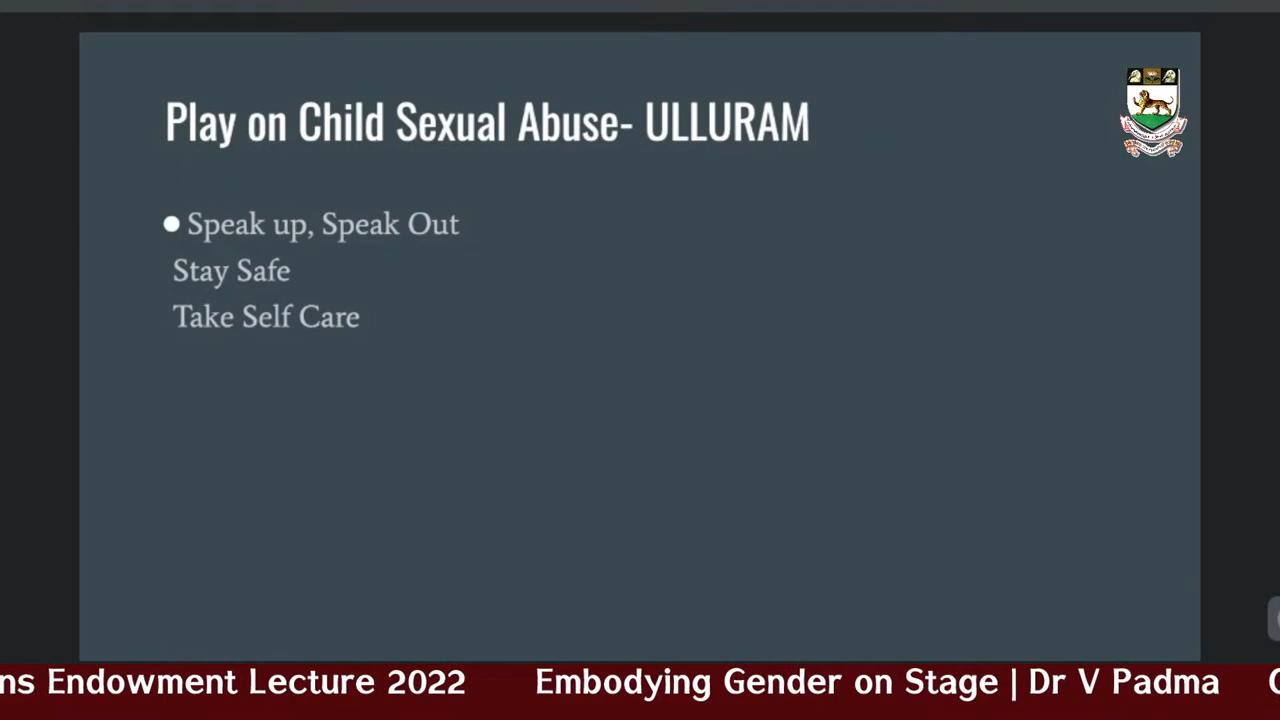 Play on Child Sexual Abuse- ULLURAM
Speak up, Speak Out
Stay Safe
Take Self Care
Endowment Lecture 2022 Embodying Gender on Stage | Dr V Padma